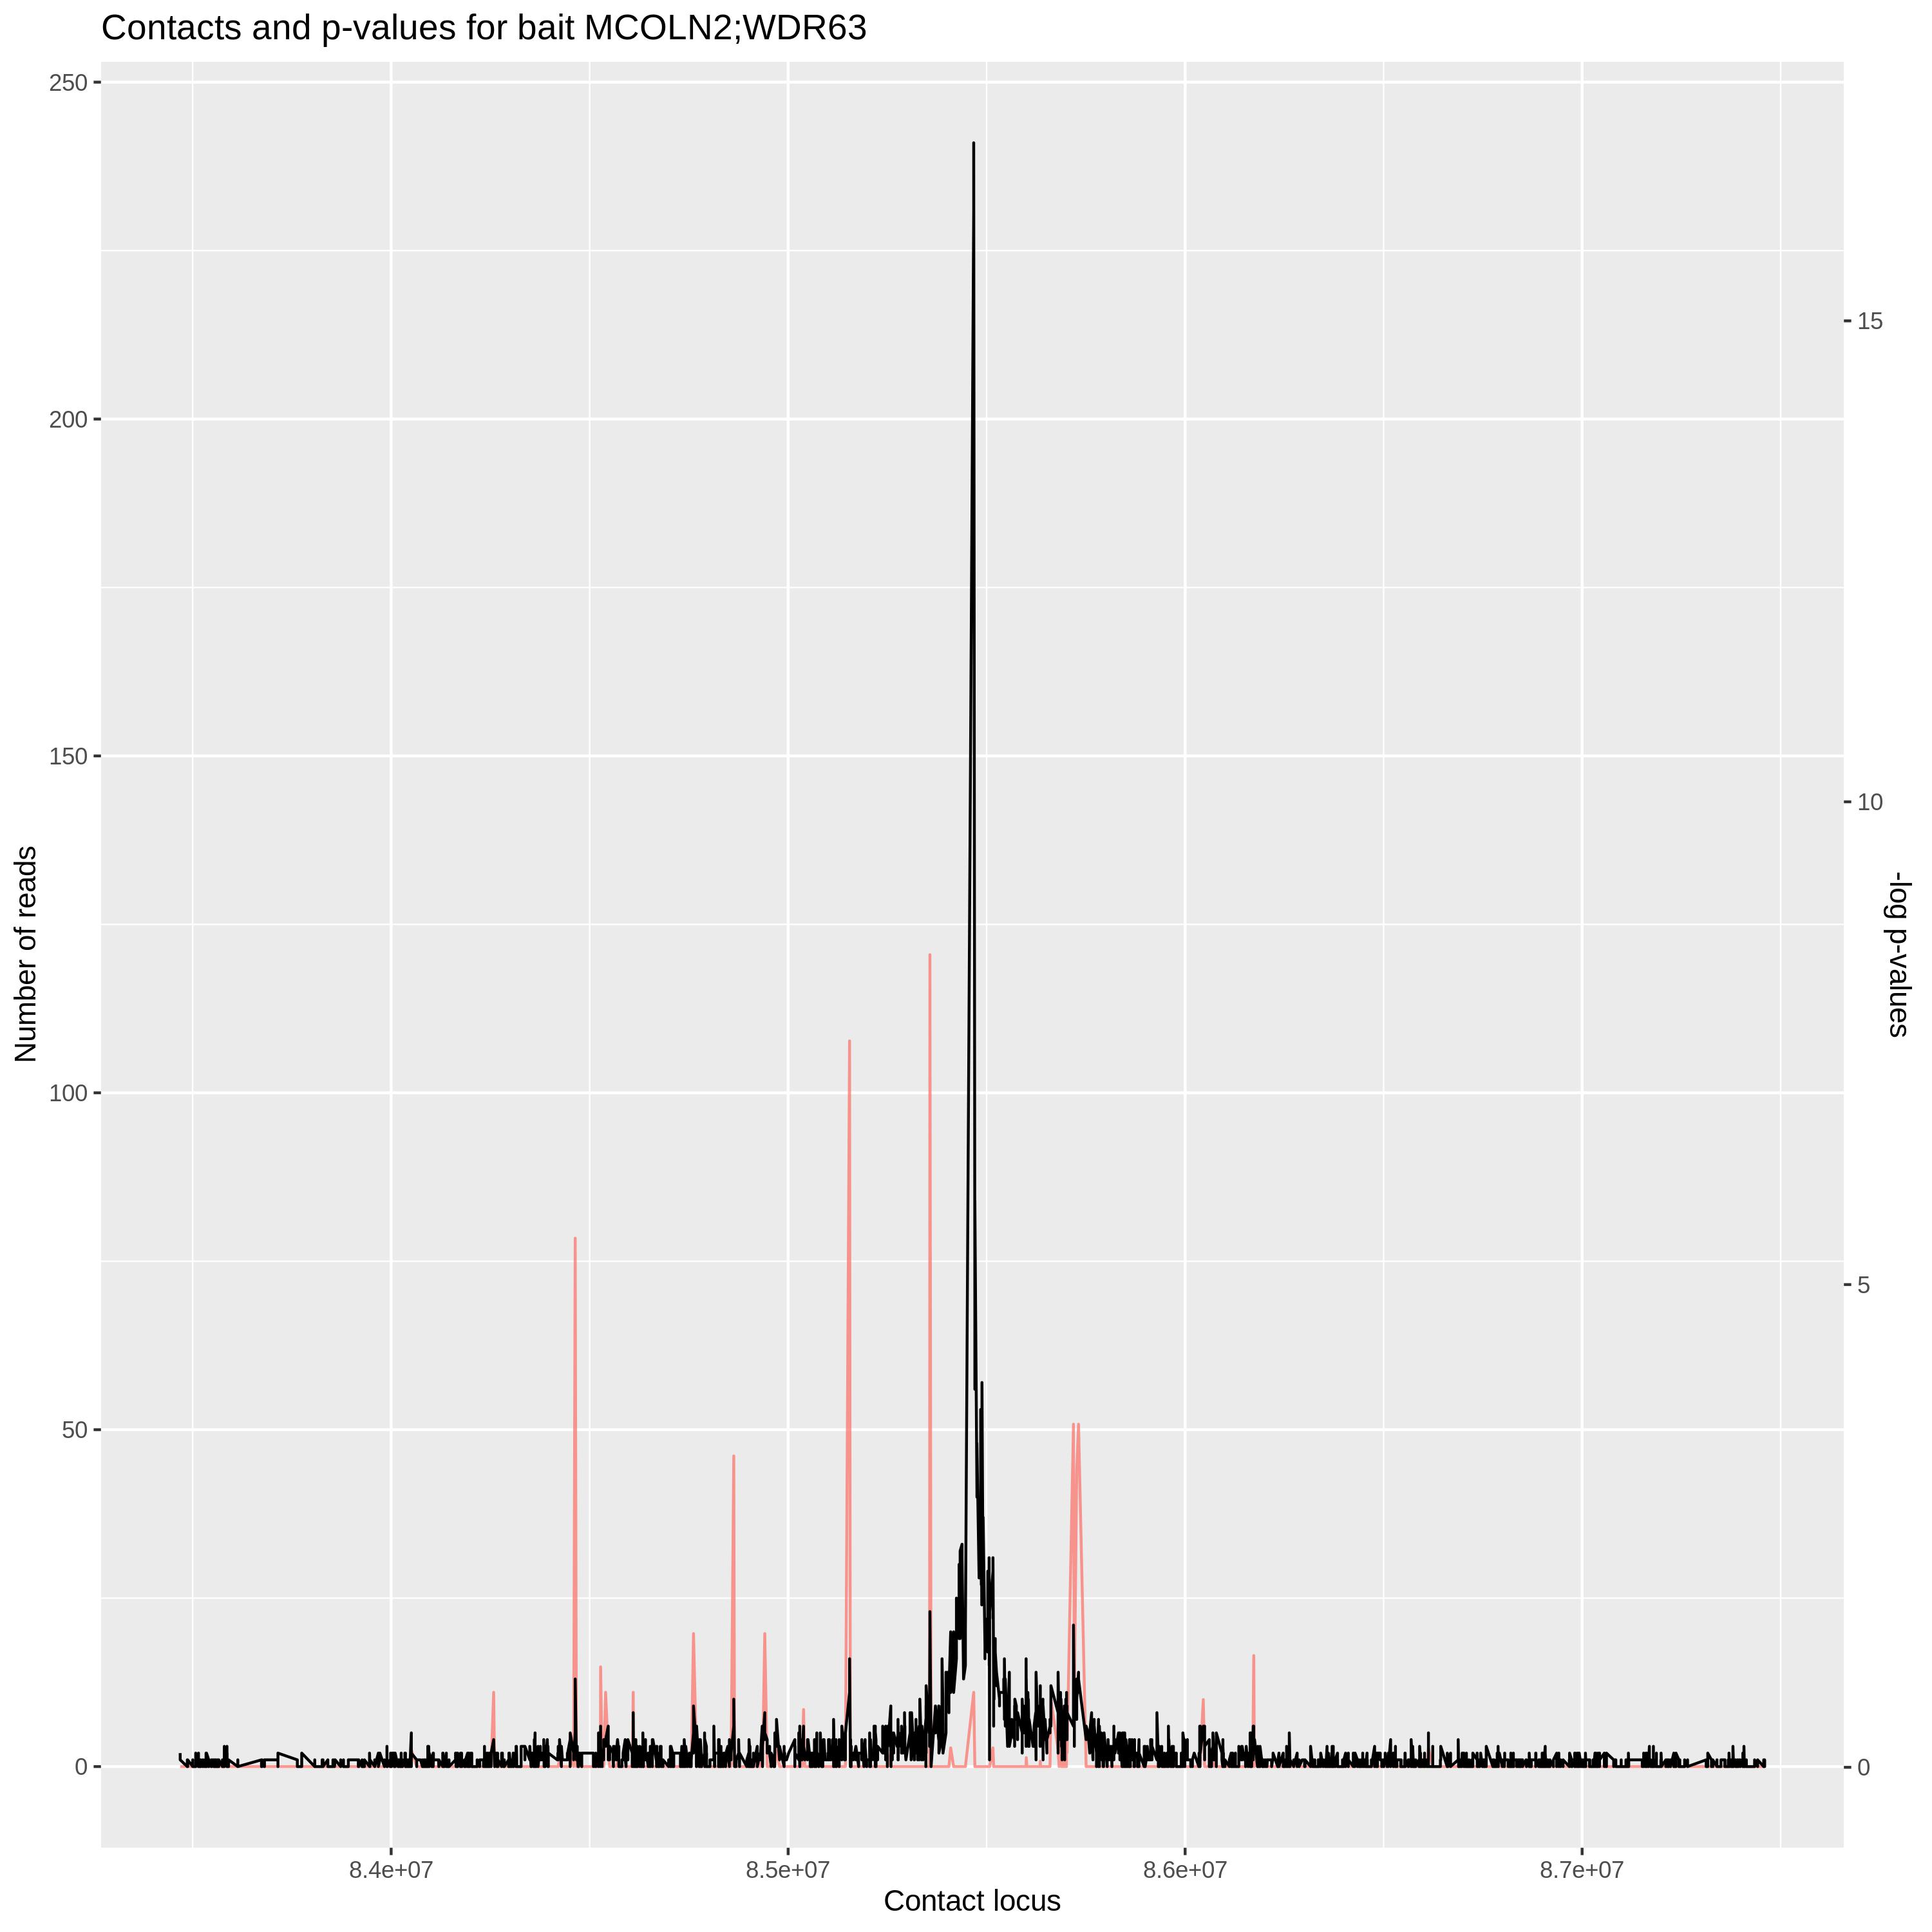 Contacts and p-values for bait MCOLN2;WDR63
250
200
150
100
50
0
Number of reads
15
10
5
0
-log p-values
8.4e+07
8.5e+07
8.6e+07
8.7e+07
Contact locus